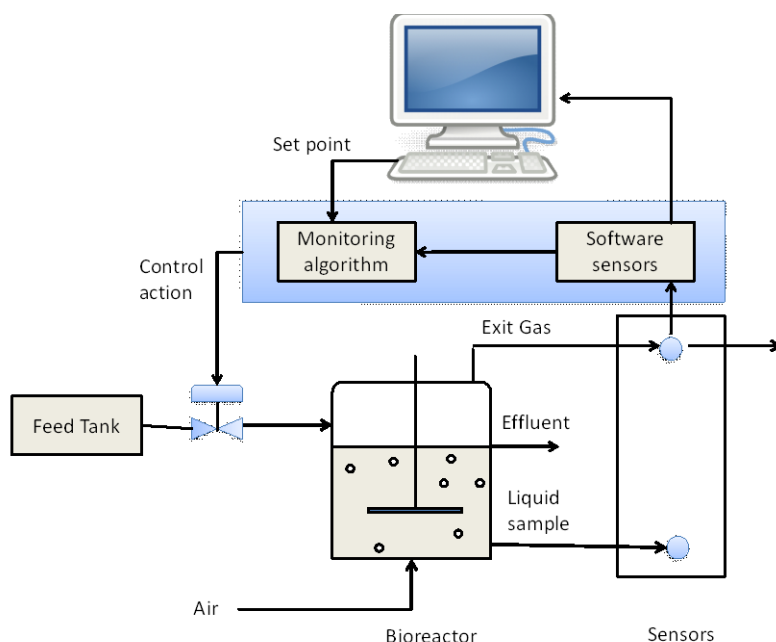 Set point
Monitoring
algorithm
Software
sensors
Control
action
Exit Gas
Feed Tank
Effluent
Liquid
sample
Air
Bioreactor
Sensors